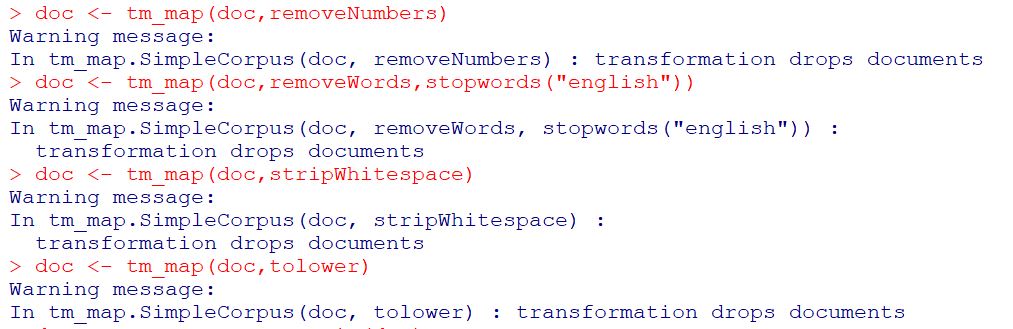 > doc <- tm_map(doc,removeNumbers)
Warning message:
In tm_map.SimpleCorpus(doc, removeNumbers) : transformation drops documents
> doc <- tm_map(doc,removeWords,stopwords("english"))
Warning message:
In tm_map.SimpleCorpus(doc, removeWords, stopwords("english")) :
  transformation drops documents
> doc <- tm_map(doc,stripWhitespace)
Warning message:
In tm_map.SimpleCorpus(doc, stripWhitespace) :
  transformation drops documents
> doc <- tm_map(doc,tolower)
Warning message:
In tm_map.SimpleCorpus(doc, tolower) : transformation drops documents